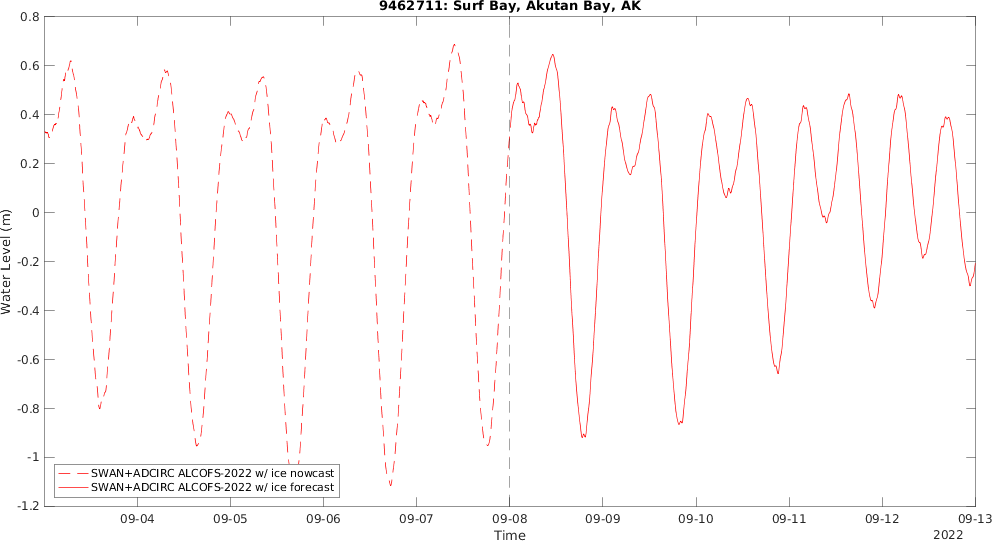 9462711: Surf Bay, Akutan Bay, AK
Water Level (m)
0.8
0.6
0.4
0.2
0
-0.2
-0.4
-0.6
-0.8
-1
-1.2
SWAN+ADCIRC ALCOFS-2022 w/ ice nowcast
SWAN+ADCIRC ALCOFS-2022 w/ ice forecast
09-04 09-05 09-06 09-07 09-08 09-09 09-10 09-11 09-12 09-13
Time
2022